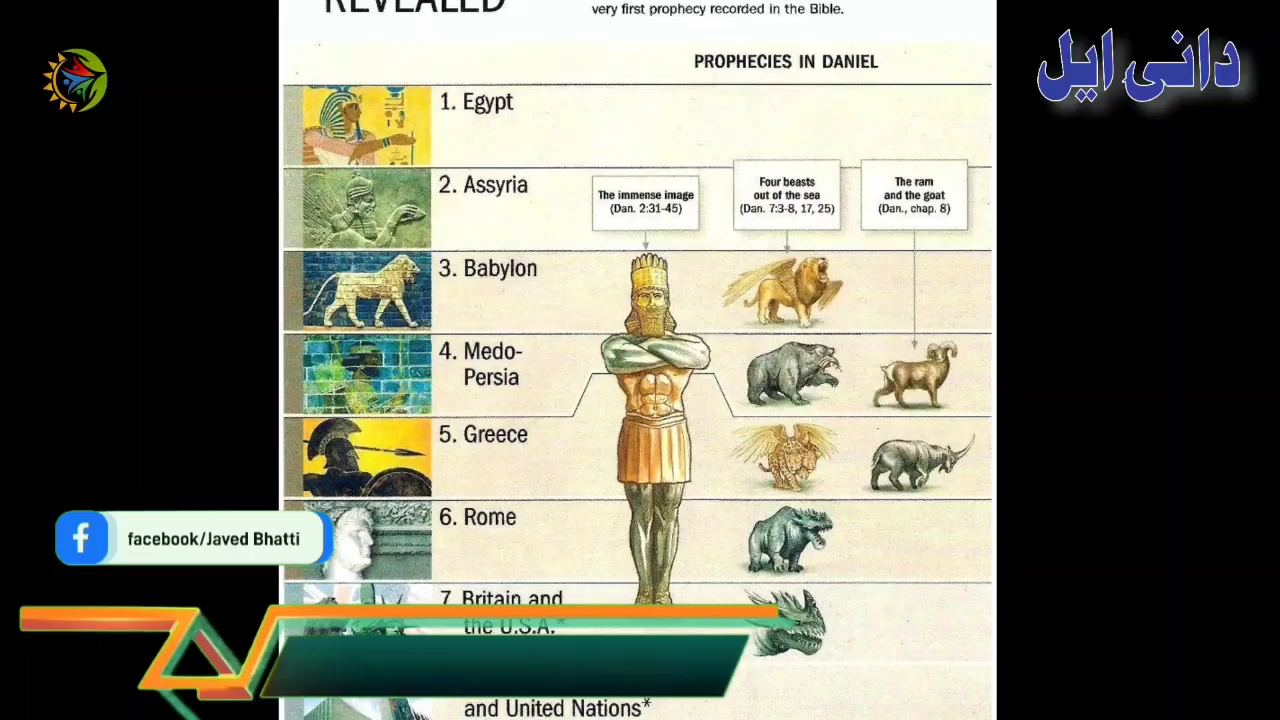 REVEALED
very first prophecy recorded in the Bible.
دانی ایل
PROPHECIES IN DANIEL
1. Egypt
2. Assyria
The immense image
(Dan. 2:31-45)
Four beasts
out of the sea
(Dan. 7:3-8, 17, 25)
The ram
and the goat
(Dan., chap. 8)
3. Babylon
4. Medo-
Persia
5. Greece
6. Rome
facebook/Javed Bhatti
7. Britain and
the U.S.A.*
and United Nations*